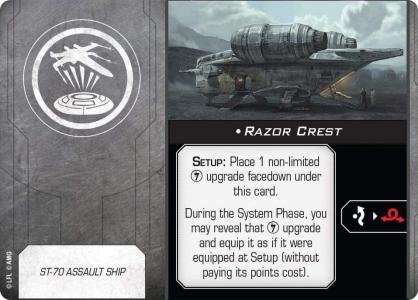 • RAZOR CREST
SETUP: Place 1 non-limited
upgrade facedown under
this card.
During the System Phase, you
may reveal that upgrade
and equip it as if it were
equipped at Setup (without
paying its points cost).
ST-70 ASSAULT SHIP
© LFL © AMG